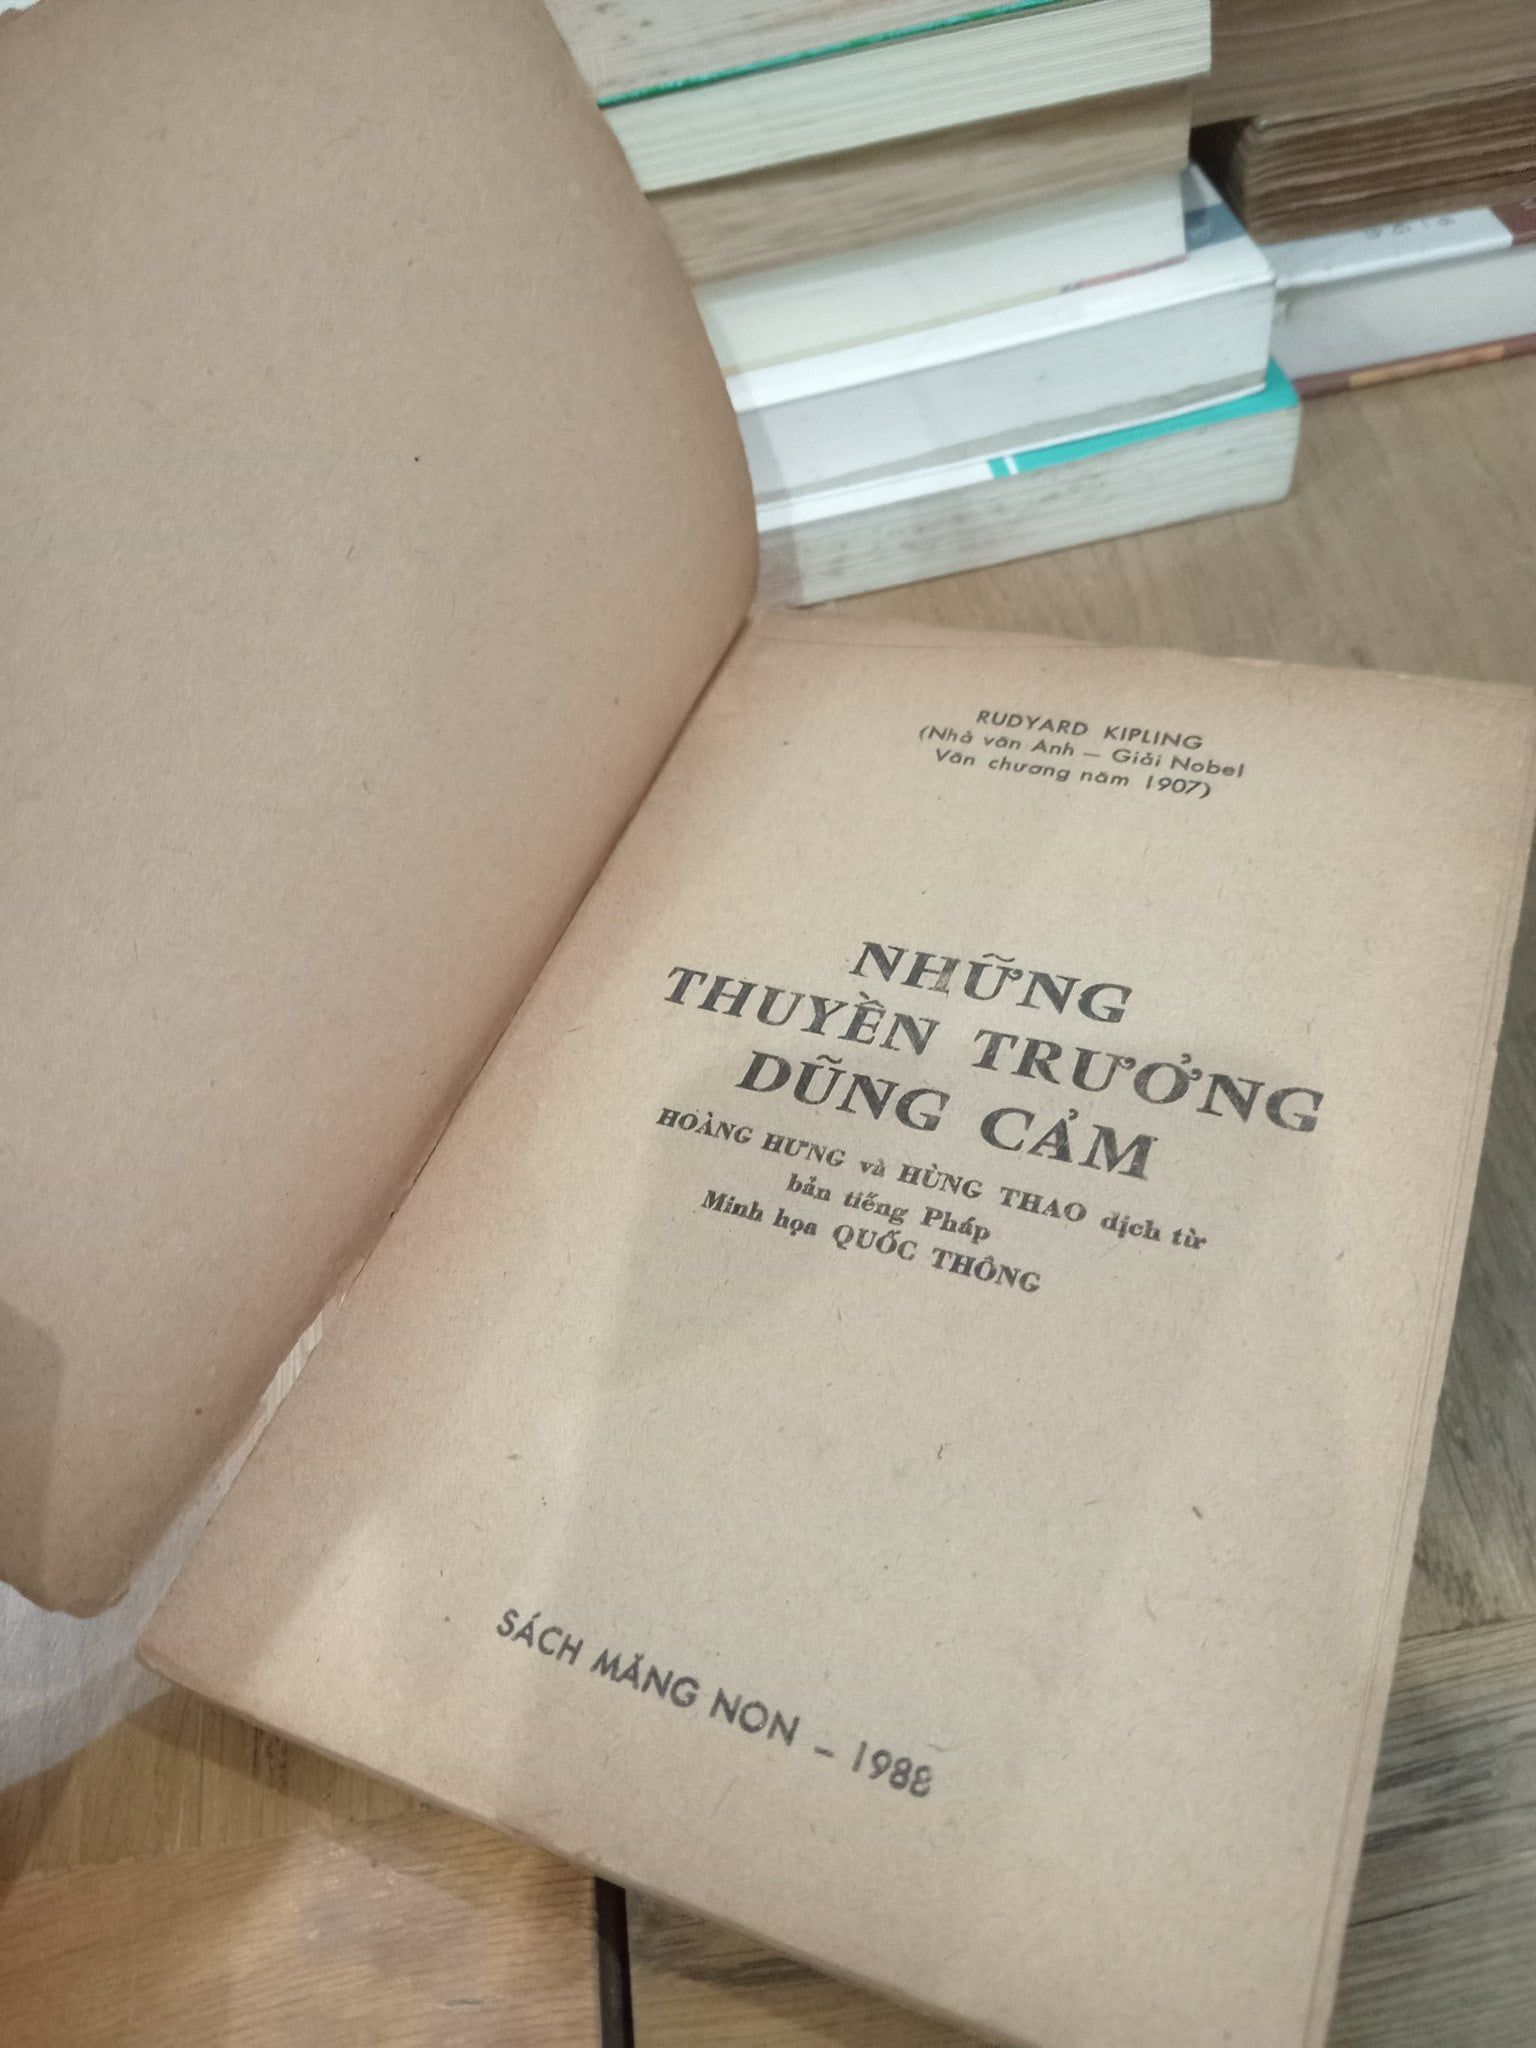 RUDYARD KIPLING
(Nhà văn Anh — Giải Nobel
Văn chương năm 1907)
NHỮNG
THUYỀN TRƯỞNG
DŨNG CẢM
HOÀNG HƯNG và HÙNG THAO dịch từ
bản tiếng Pháp
Minh họa QUỐC THÔNG
SÁCH MĂNG NON – 1988